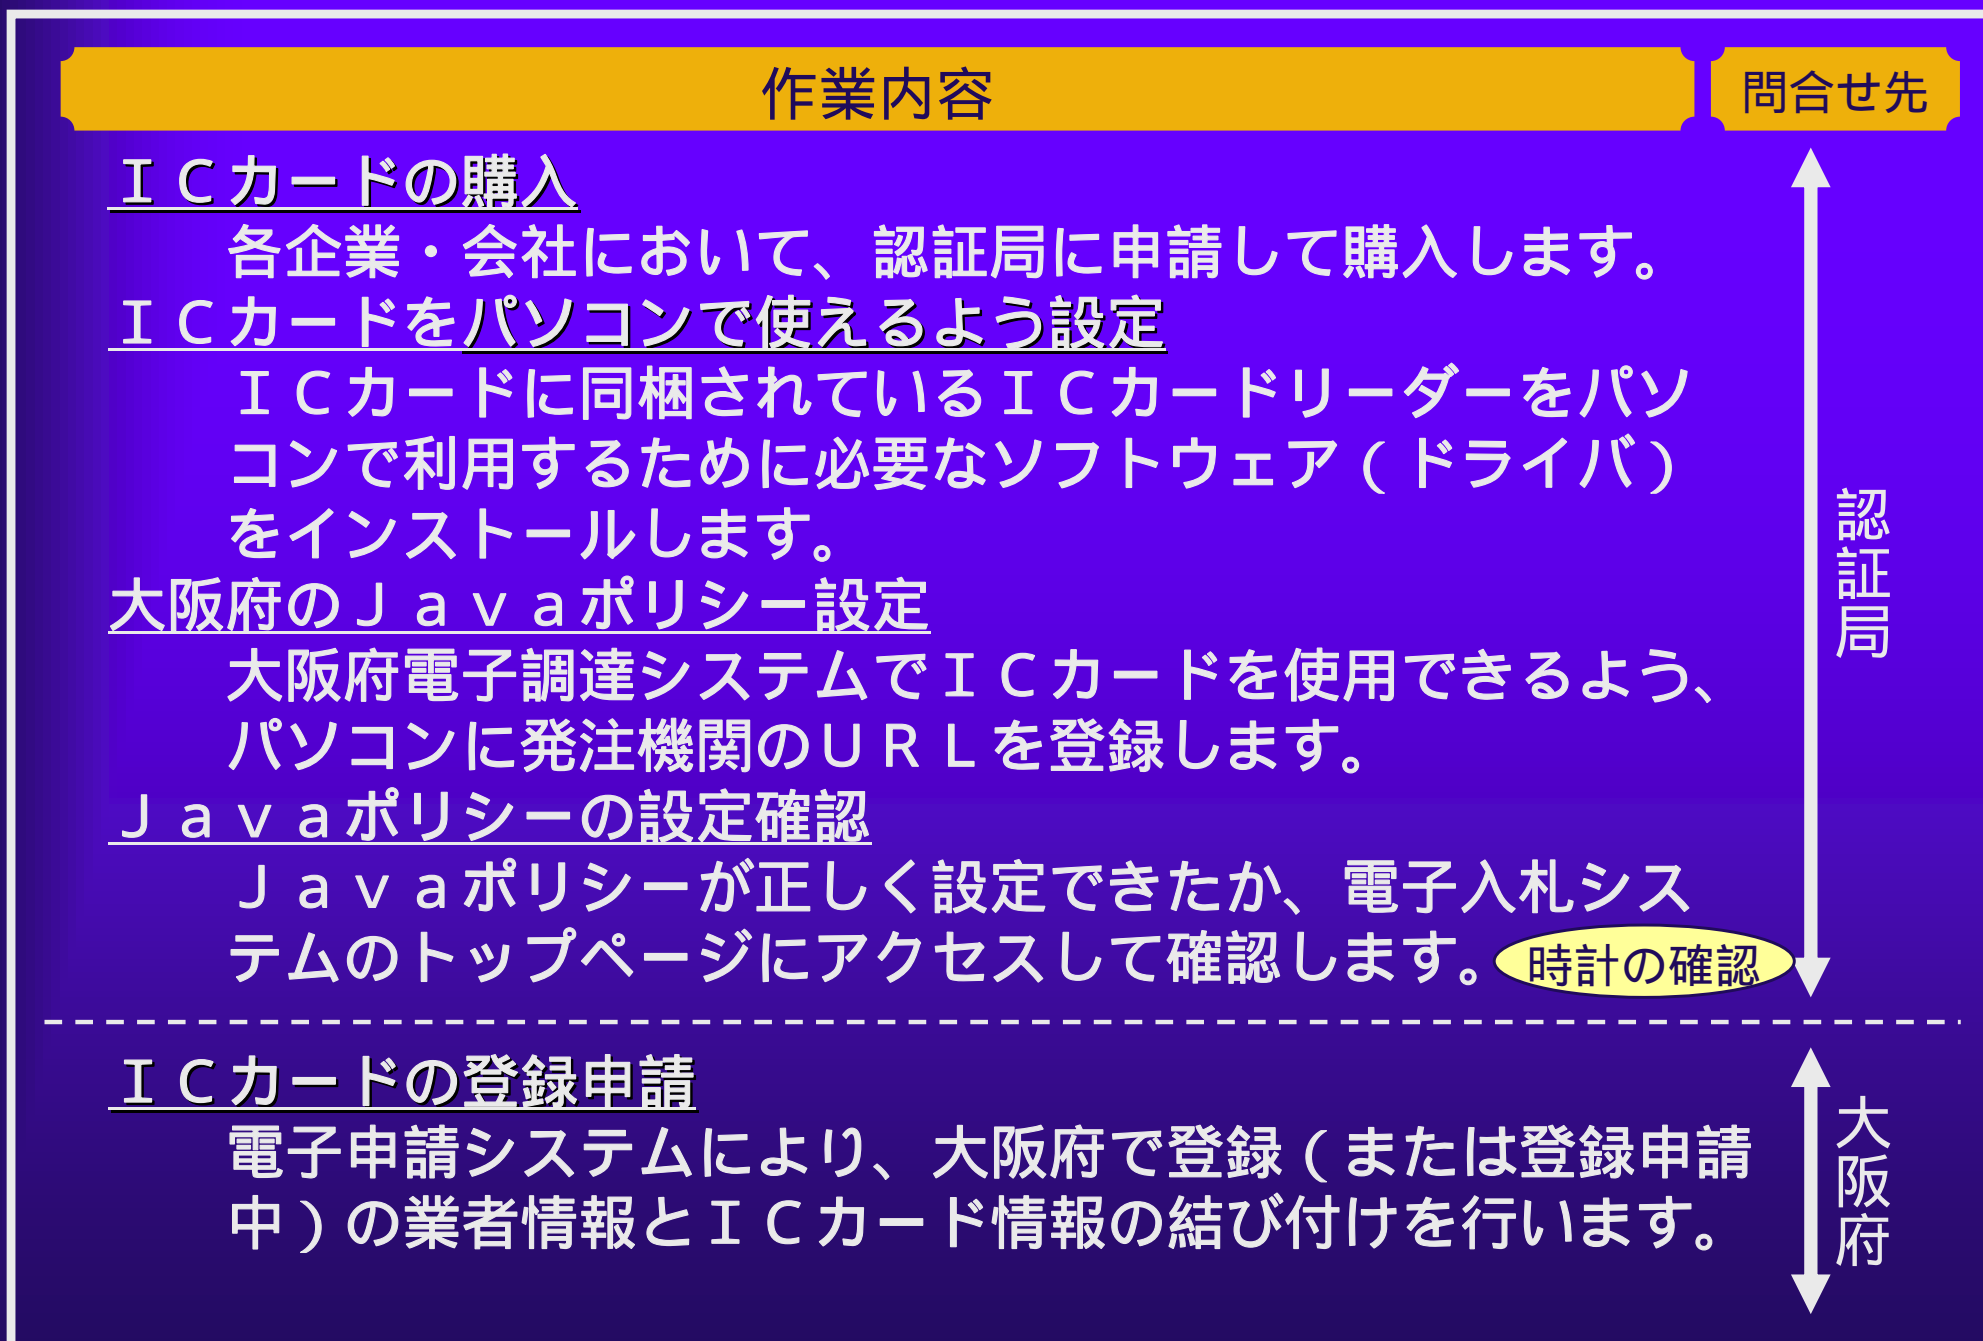 作業内容
問合せ先
ＩＣカードの購入
各企業・会社において、認証局に申請して購入します。
ＩＣカードをパソコンで使えるよう設定
ＩＣカードに同梱されているＩＣカードリーダーをパソ
コンで利用するために必要なソフトウェア（ドライバ）
をインストールします。
大阪府のＪａｖａポリシー設定
大阪府電子調達システムでＩＣカードを使用できるよう、
パソコンに発注機関のＵＲＬを登録します。
Ｊａｖａポリシーの設定確認
Ｊａｖａポリシーが正しく設定できたか、電子入札シス
テムのトップページにアクセスして確認します。
時計の確認
認証局
ＩＣカードの登録申請
電子申請システムにより、大阪府で登録（または登録申請
中）の業者情報とＩＣカード情報の結び付けを行います。
大阪府